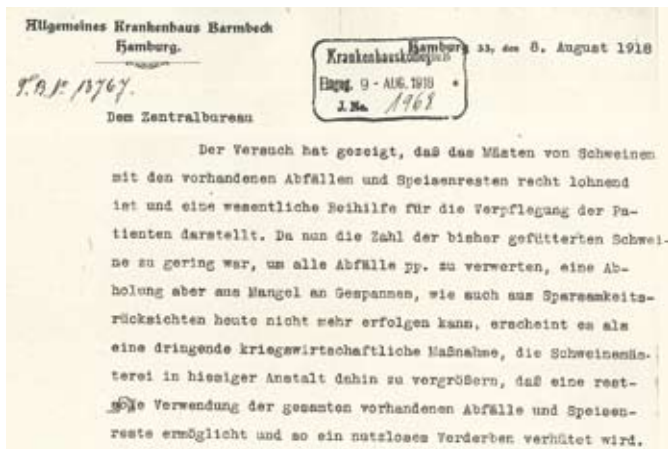 Allgemeines Krankenhaus Barmbeck
Hamburg.
Hamburg 33, den 8. August 1918
Eingeg. 9 - AUG. 1918 *
J. No. 1968
T.B.№ 13767.
Dem Zentralbureau
Der Versuch hat gezeigt, daß das Mästen von Schweinen
mit den vorhandenen Abfällen und Speisenresten recht lohnend
ist und eine wesentliche Beihilfe für die Verpflegung der Pa-
tienten darstellt. Da nun die Zahl der bisher gefütterten Schwei-
ne zu gering war, um alle Abfälle pp. zu verwerten, eine Ab-
holung aber aus Mangel an Gespannen, wie auch aus Sparsamkeits-
rücksichten heute nicht mehr erfolgen kann, erscheint es als
eine dringende kriegswirtschaftliche Maßnahme, die Schweinemäs-
terei in hiesiger Anstalt dahin zu vergrößern, daß eine rest-
lose Verwendung der gesamten vorhandenen Abfälle und Speisen-
reste ermöglicht und so ein nutzloses Verderben verhütet wird.